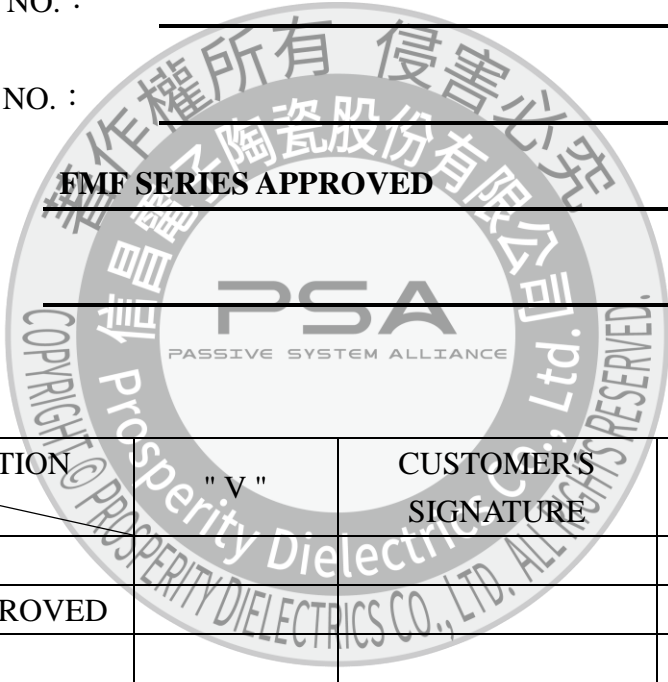 NO.：
NO.：
FMF SERIES APPROVED
著作權所有 侵害必究
信昌電子陶瓷股份有限公司
PSA
PASSIVE SYSTEM ALLIANCE
Prosperity Dielectrics Co., Ltd.
COPYRIGHT © PROSPERITY DIELECTRICS CO., LTD. ALL RIGHTS RESERVED.
TION
" V "
CUSTOMER'S
SIGNATURE
ROVED